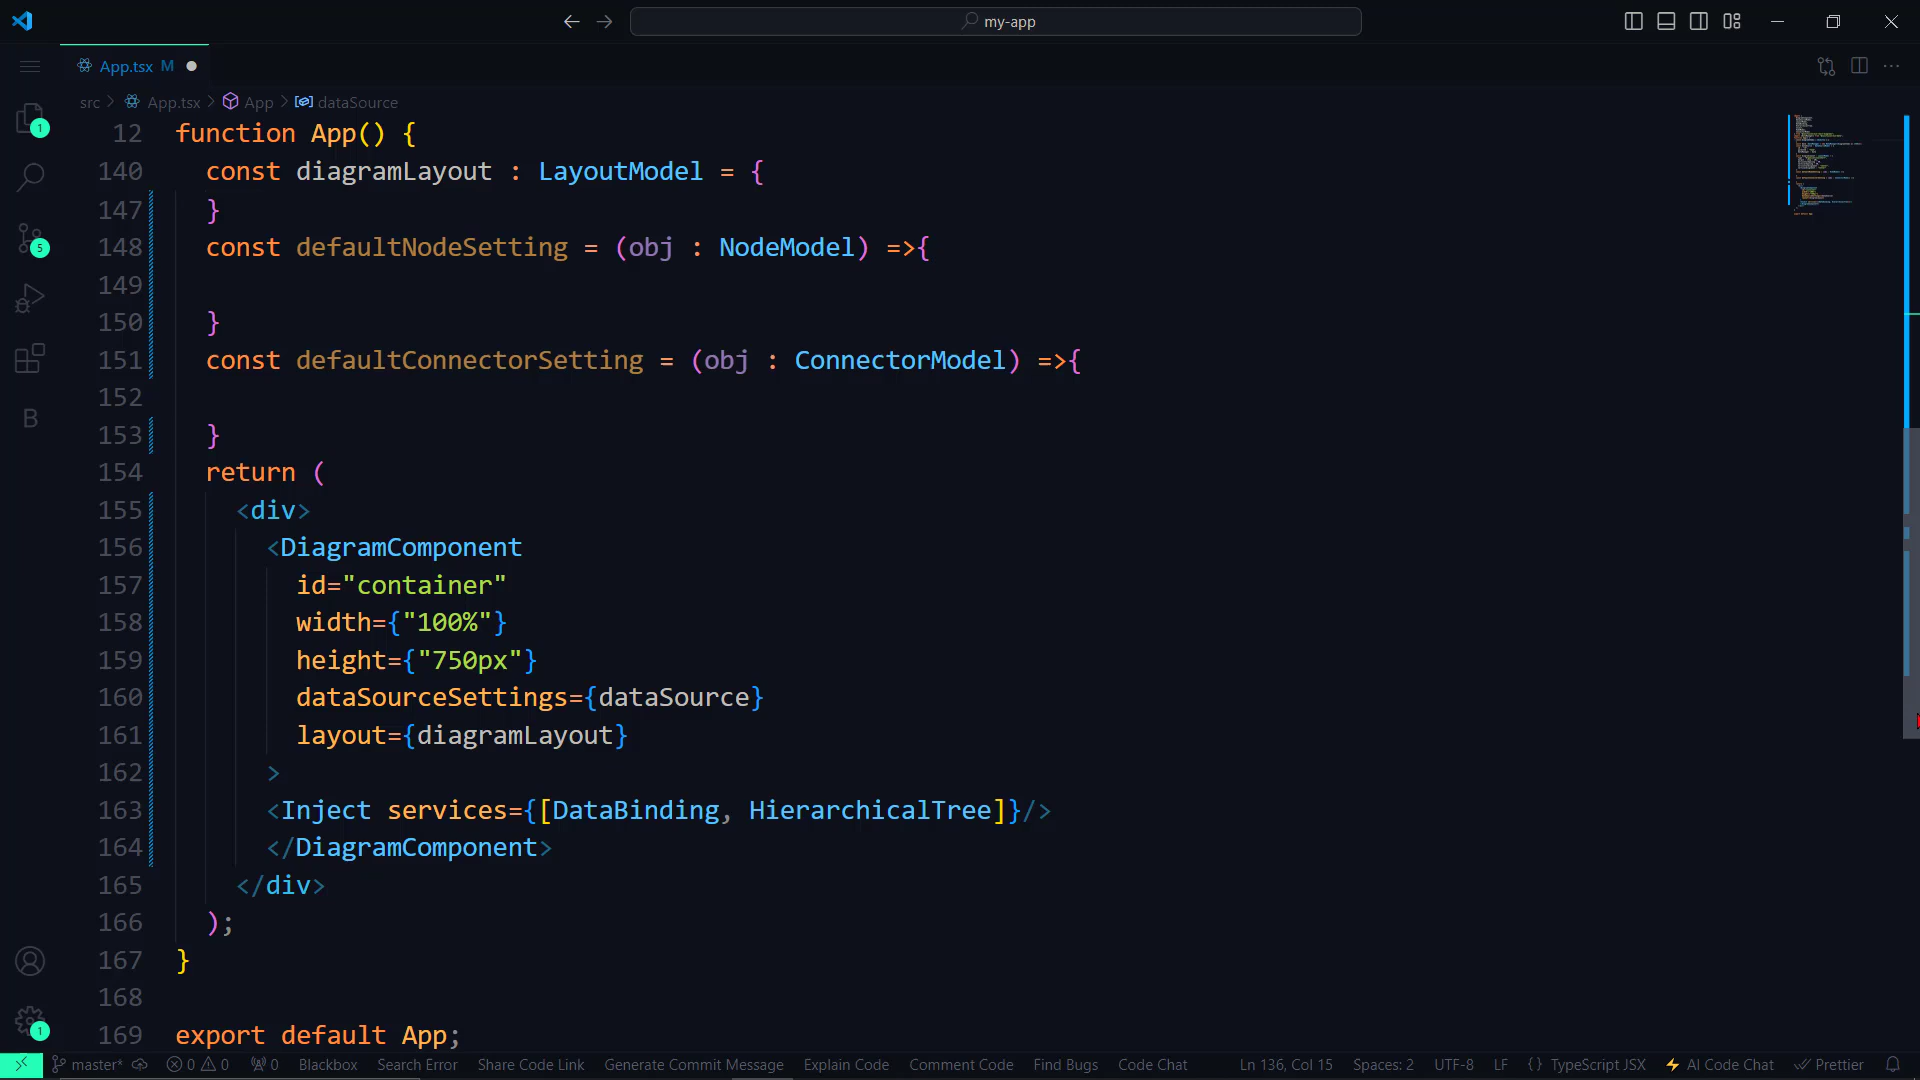 my-app
App.tsx M
src > App.tsx > App > dataSource
12 function App() {
140 const diagramLayout : LayoutModel = {
147 }
148 const defaultNodeSetting = (obj : NodeModel) =>{
149
150 }
151 const defaultConnectorSetting = (obj : ConnectorModel) =>{
152
153 }
154 return (
155 <div>
156 <DiagramComponent
157 id="container"
158 width={"100%"}
159 height={"750px"}
160 dataSourceSettings={dataSource}
161 layout={diagramLayout}
162 >
163 <Inject services={[DataBinding, HierarchicalTree]}/>
164 </DiagramComponent>
165 </div>
166 );
167 }
168
169 export default App;
1
5
B
1
master* 0 0 0 Blackbox Search Error Share Code Link Generate Commit Message Explain Code Comment Code Find Bugs Code Chat Ln 136, Col 15 Spaces: 2 UTF-8 LF {} TypeScript JSX AI Code Chat Prettier